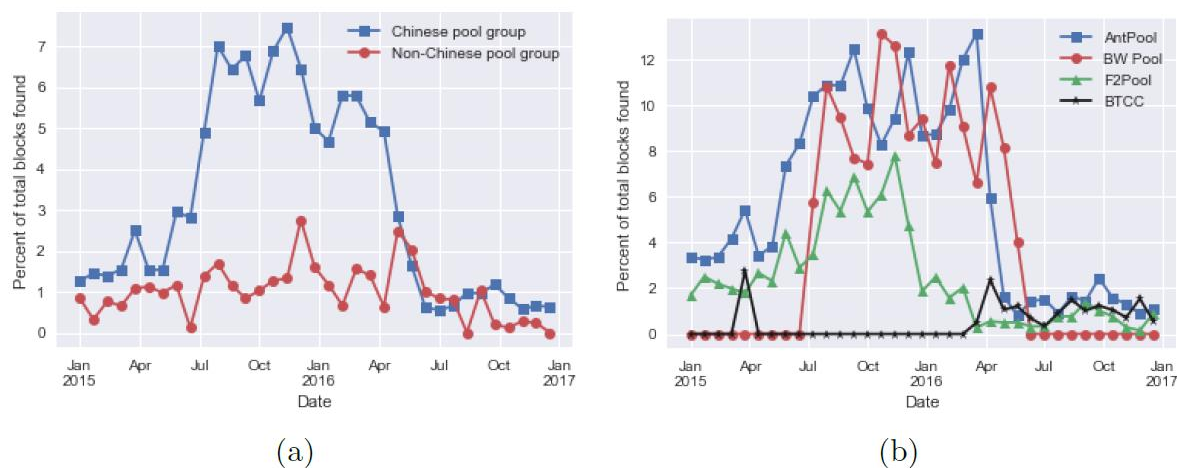 Chinese pool group
Non-Chinese pool group
Percent of total blocks found
7
6
5
4
3
2
1
0
Jan Apr Jul Oct Jan Apr Jul Oct Jan
2015 2016 2017
Date
(a)
AntPool
BW Pool
F2Pool
BTCC
Percent of total blocks found
12
10
8
6
4
2
0
Jan Apr Jul Oct Jan Apr Jul Oct Jan
2015 2016 2017
Date
(b)